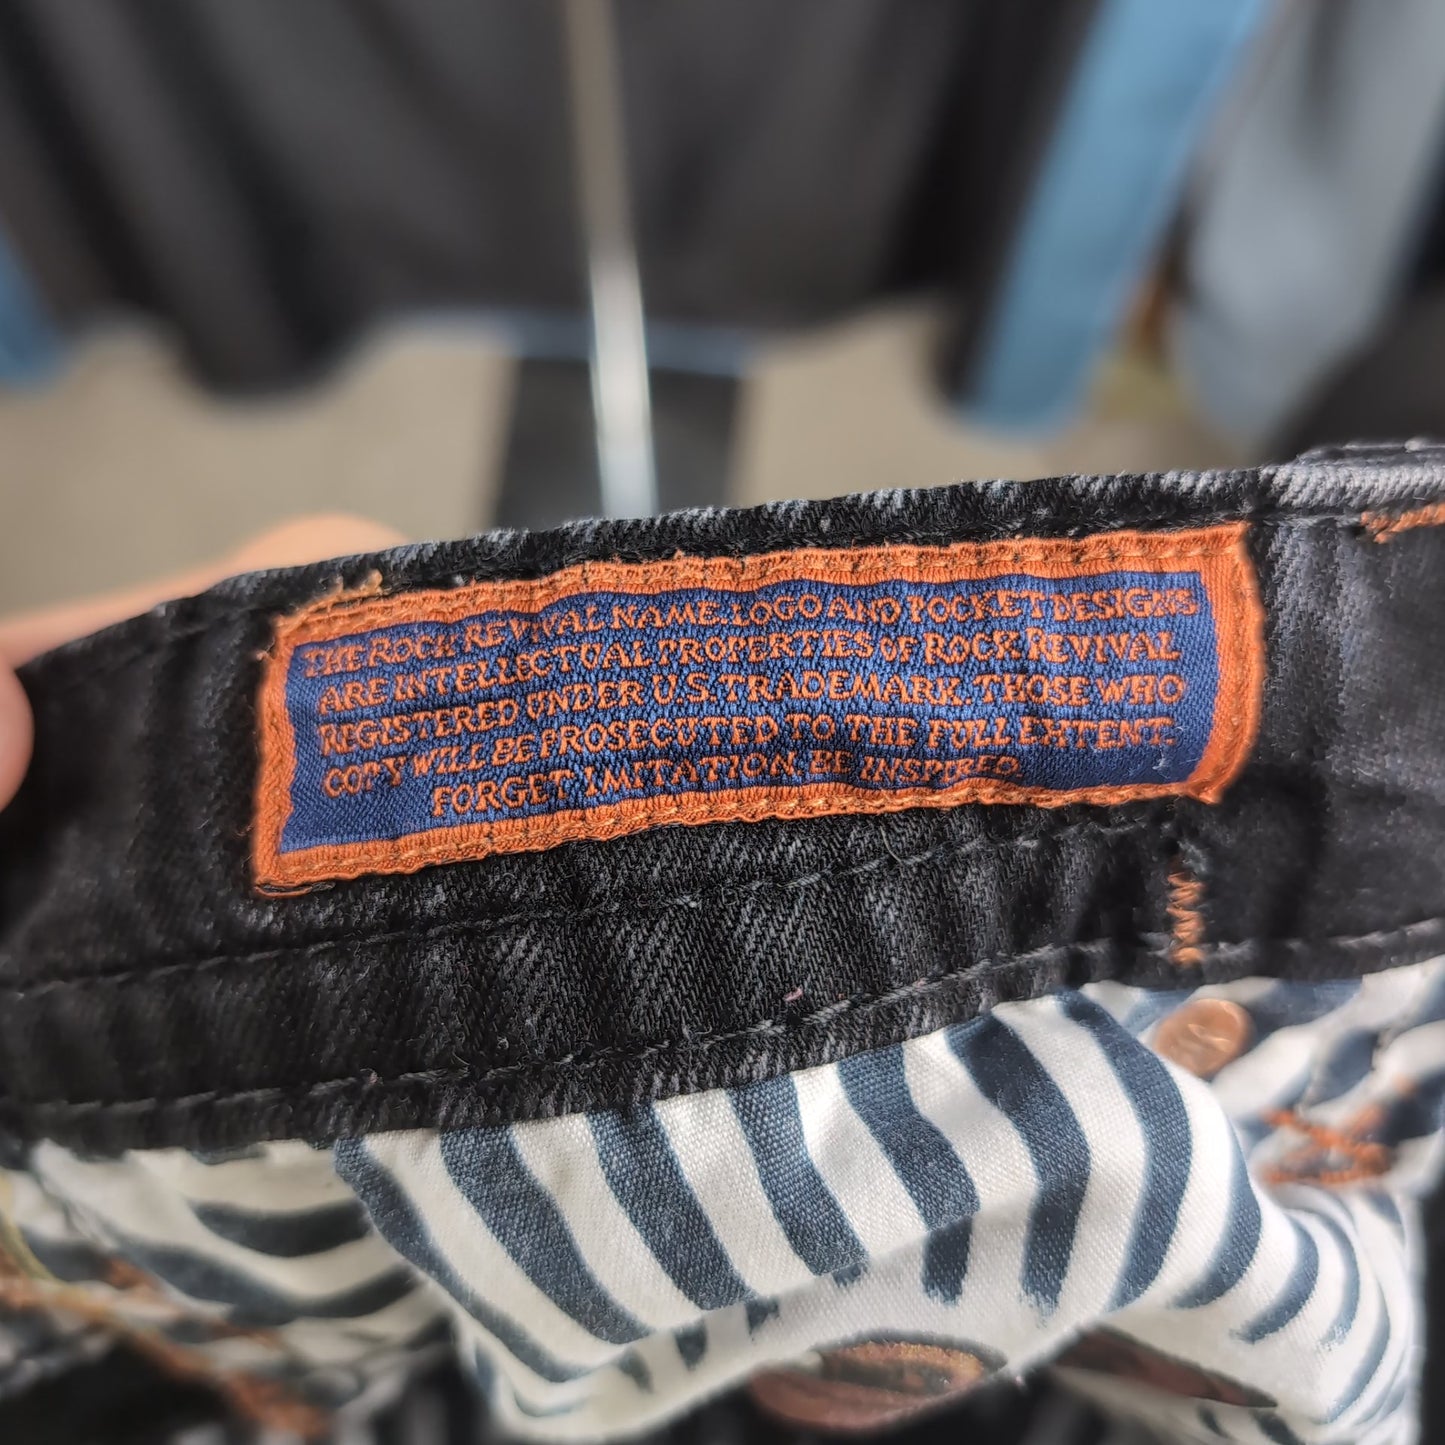 THE ROCK REVIVAL NAME, LOGO AND POCKET DESIGNS
ARE INTELLECTUAL PROPERTIES OF ROCK REVIVAL
REGISTERED UNDER U.S. TRADEMARK. THOSE WHO
COPY WILL BE PROSECUTED TO THE FULL EXTENT.
FORGET IMITATION, BE INSPIRED.